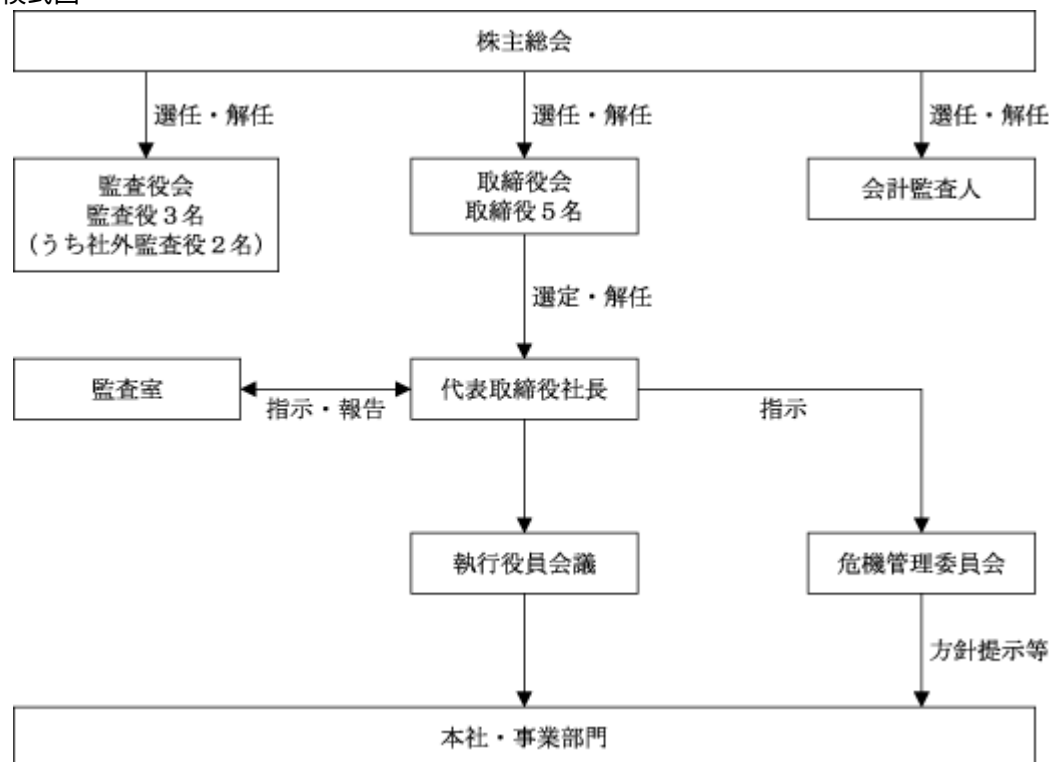 模式図
株主総会
選任・解任
選任・解任
選任・解任
監査役会
監査役3名
(うち社外監査役2名)
取締役会
取締役5名
会計監査人
選定・解任
監査室
指示・報告
代表取締役社長
指示
執行役員会議
危機管理委員会
方針提示等
本社・事業部門